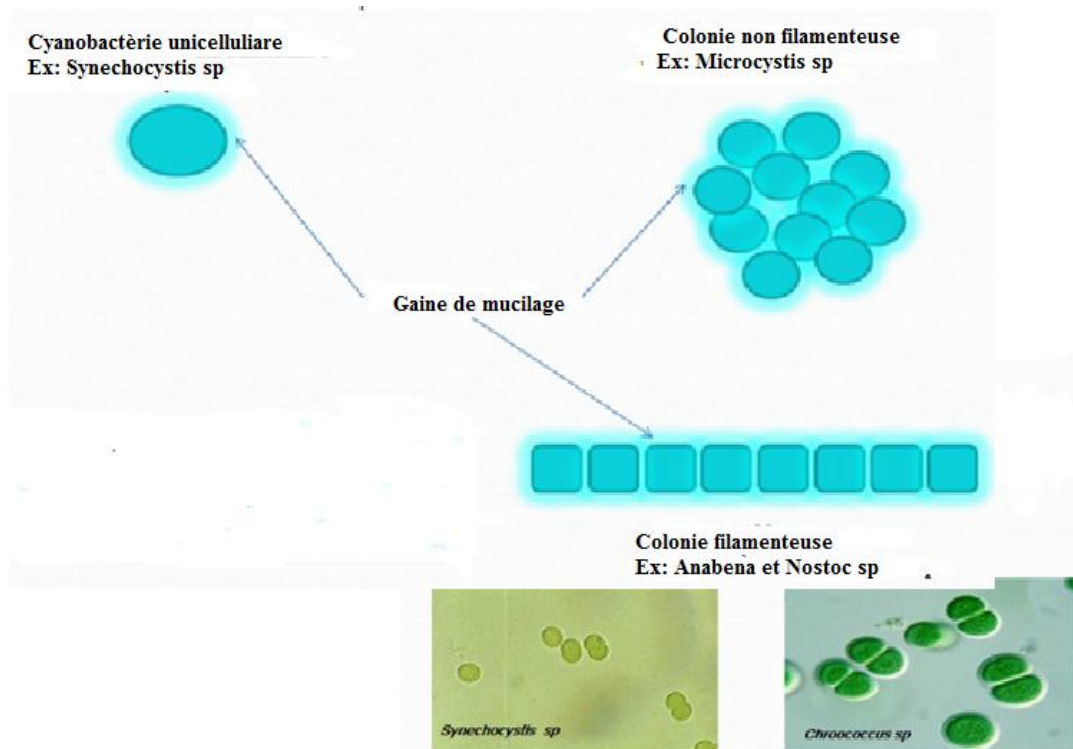 Cyanobactèrie unicelluliare
Ex: Synechocystis sp
Colonie non filamenteuse
Ex: Microcystis sp
Gaine de mucilage
Colonie filamenteuse
Ex: Anabena et Nostoc sp
Synechocystis sp
Chroococcus sp